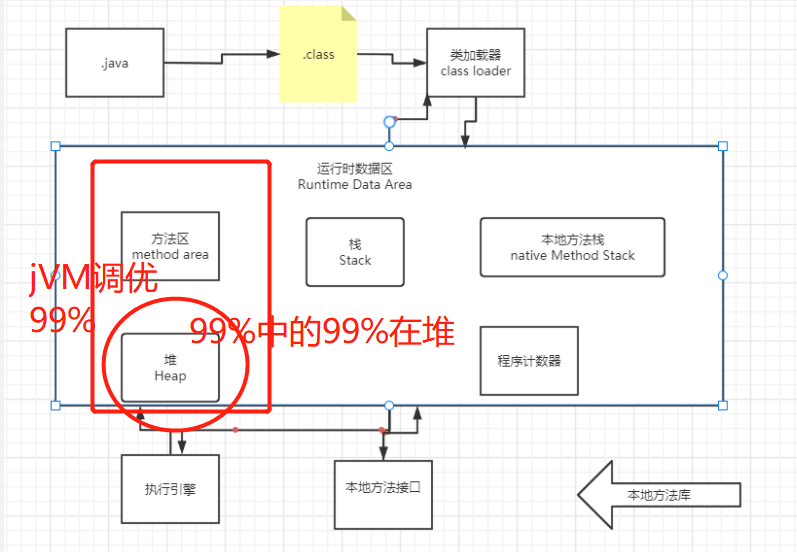 .java
.class
类加载器
class loader
运行时数据区
Runtime Data Area
方法区
method area
栈
Stack
本地方法栈
native Method Stack
jVM调优
99%
99%中的99%在堆
堆
Heap
程序计数器
执行引擎
本地方法接口
本地方法库